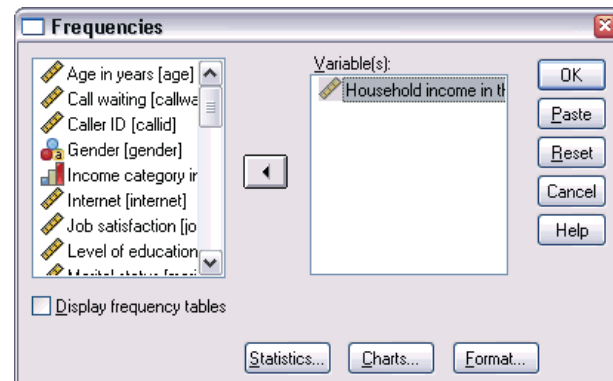 Frequencies
Age in years [age]
Call waiting [callwa
Caller ID [callid]
Gender [gender]
Income category ir
Internet [internet]
Job satisfaction [jo
Level of education
Variable(s):
Household income in th
OK
Paste
Reset
Cancel
Help
Display frequency tables
Statistics...
Charts...
Format...